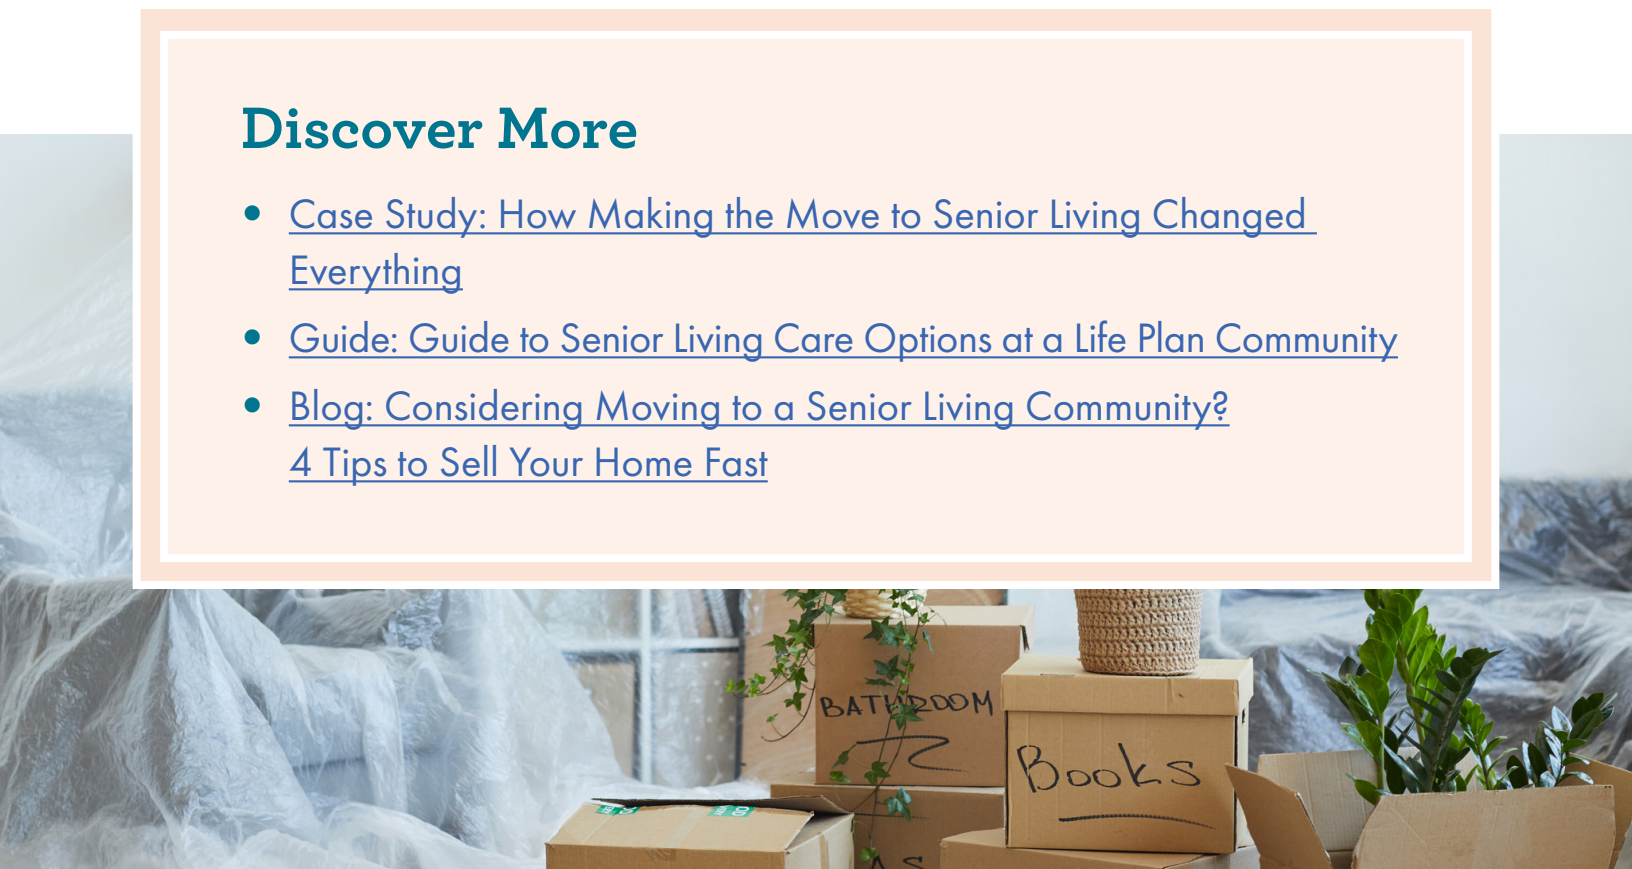 Discover More
• Case Study: How Making the Move to Senior Living Changed
Everything
• Guide: Guide to Senior Living Care Options at a Life Plan Community
• Blog: Considering Moving to a Senior Living Community?
4 Tips to Sell Your Home Fast
BATHROOM
Books